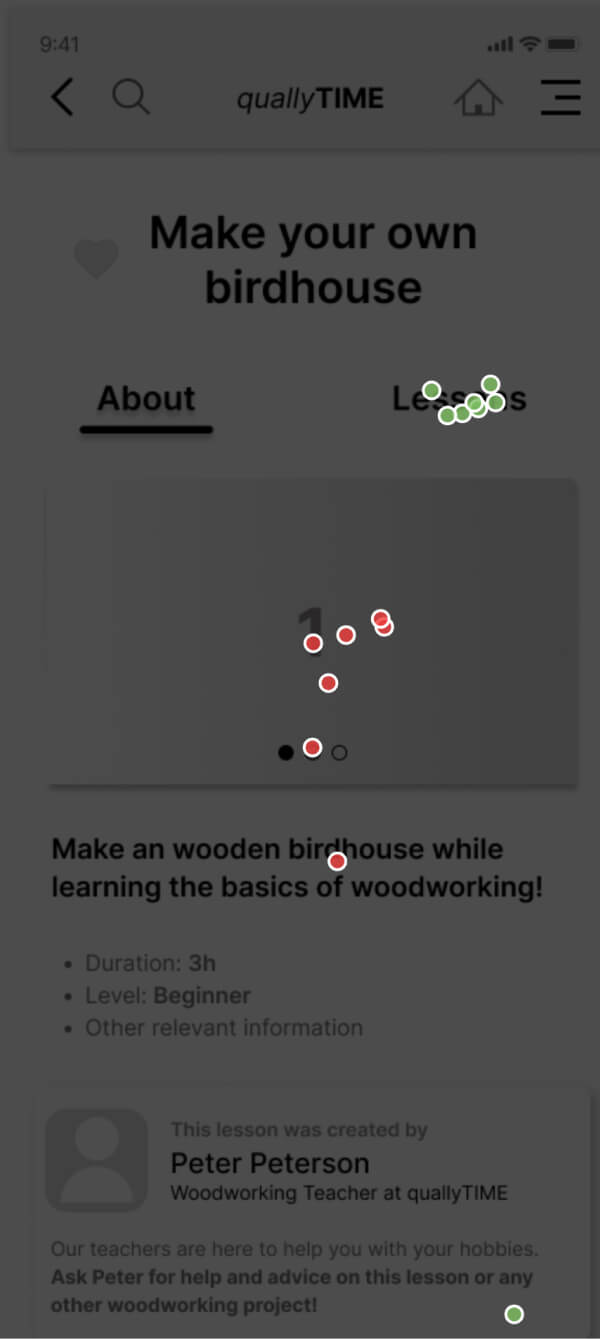 9:41
quallyTIME
Make your own
birdhouse
About
Lessons
1
Make an wooden birdhouse while
learning the basics of woodworking!
• Duration: 3h
• Level: Beginner
• Other relevant information
This lesson was created by
Peter Peterson
Woodworking Teacher at quallyTIME
Our teachers are here to help you with your hobbies.
Ask Peter for help and advice on this lesson or any
other woodworking project!